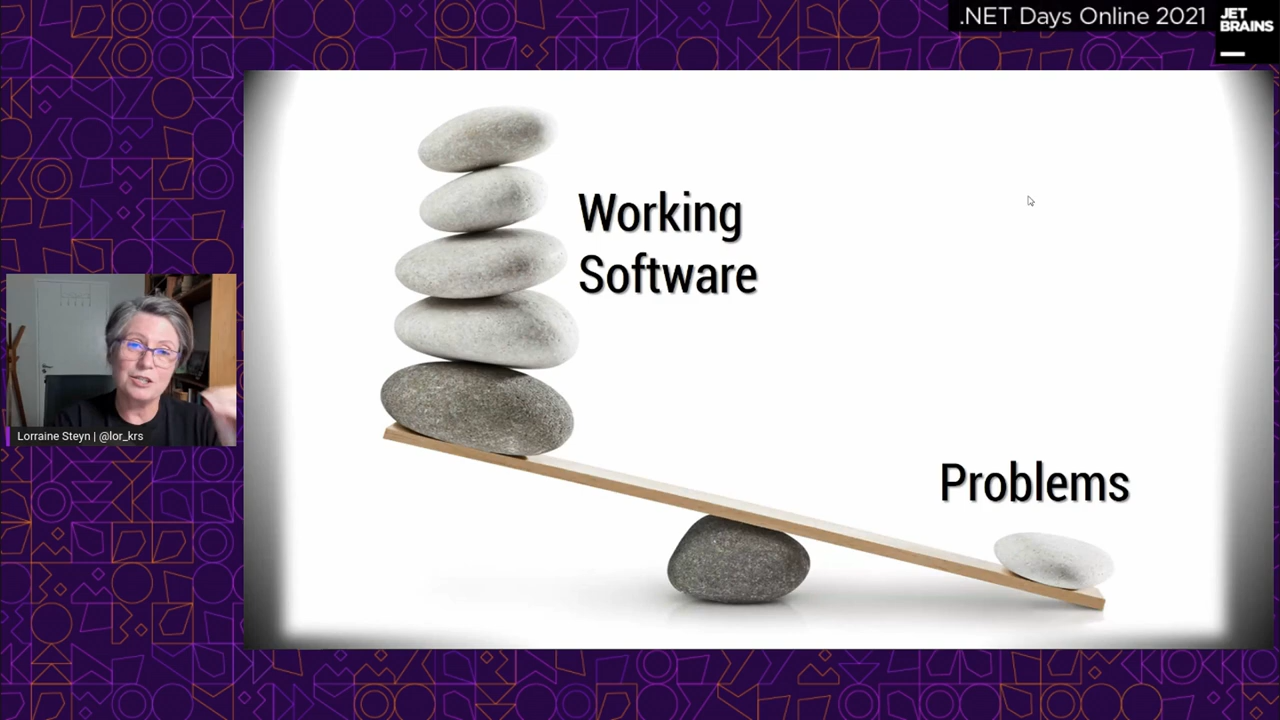 .NET Days Online 2021
JET
BRAINS
Working
Software
Problems
Lorraine Steyn | @lor_krs